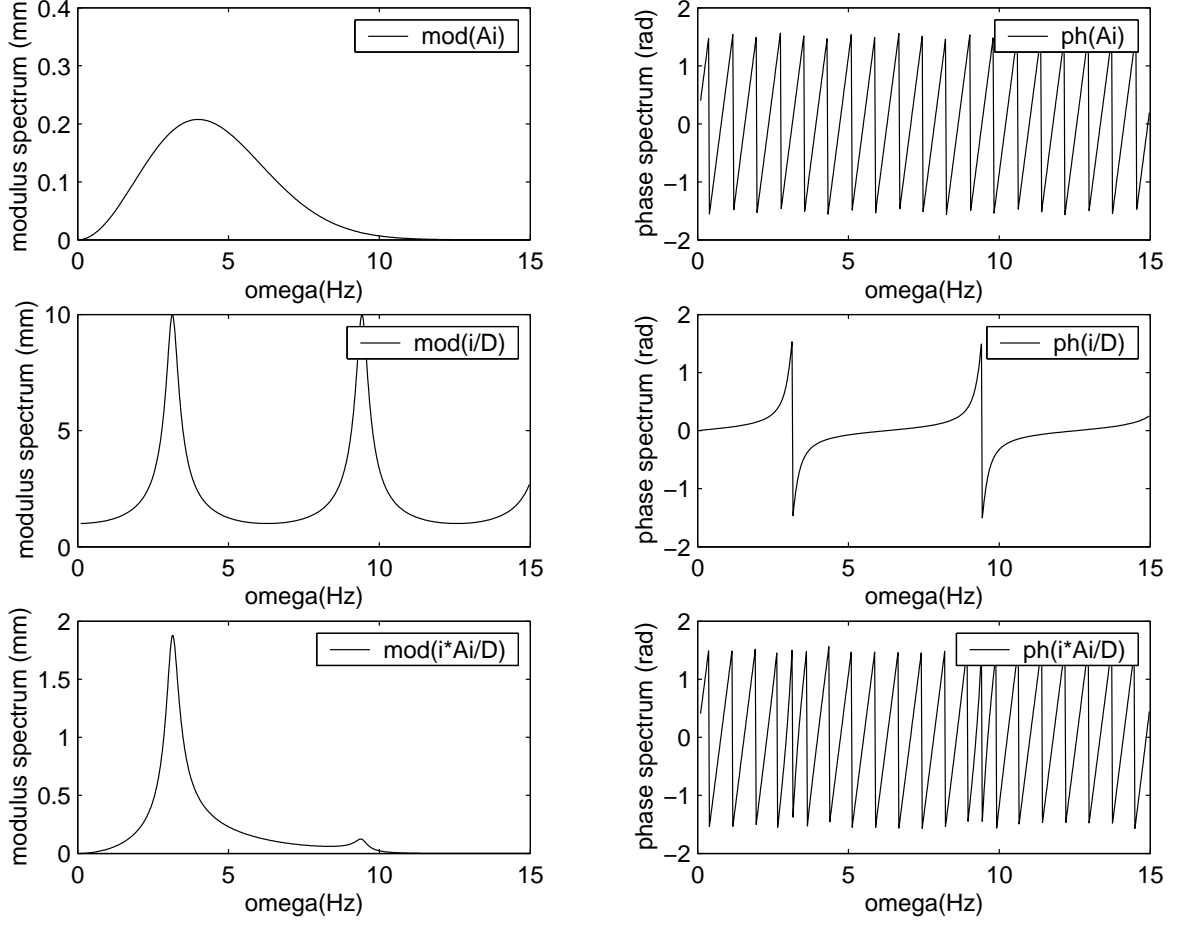 modulus spectrum (mm
0.4
0.3
0.2
0.1
0
mod(Ai)
0 5 10 15
omega(Hz)
phase spectrum (rad)
2
1
0
−1
−2
ph(Ai)
0 5 10 15
omega(Hz)
modulus spectrum (mm)
10
5
0
mod(i/D)
0 5 10 15
omega(Hz)
phase spectrum (rad)
2
1
0
−1
−2
ph(i/D)
0 5 10 15
omega(Hz)
modulus spectrum (mm)
2
1.5
1
0.5
0
mod(i*Ai/D)
0 5 10 15
omega(Hz)
phase spectrum (rad)
2
1
0
−1
−2
ph(i*Ai/D)
0 5 10 15
omega(Hz)